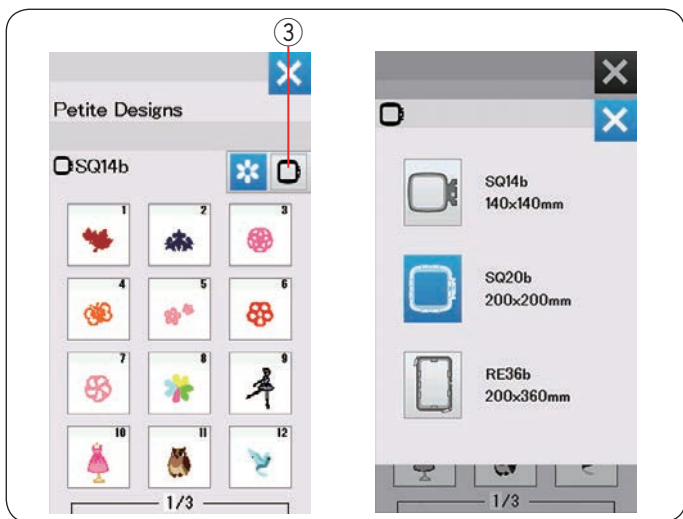 ③
Petite Designs
SQ14b
1 2 3
4 5 6
7 8 9
10 11 12
1/3
SQ14b
140x140mm
SQ20b
200x200mm
RE36b
200x360mm
1/3